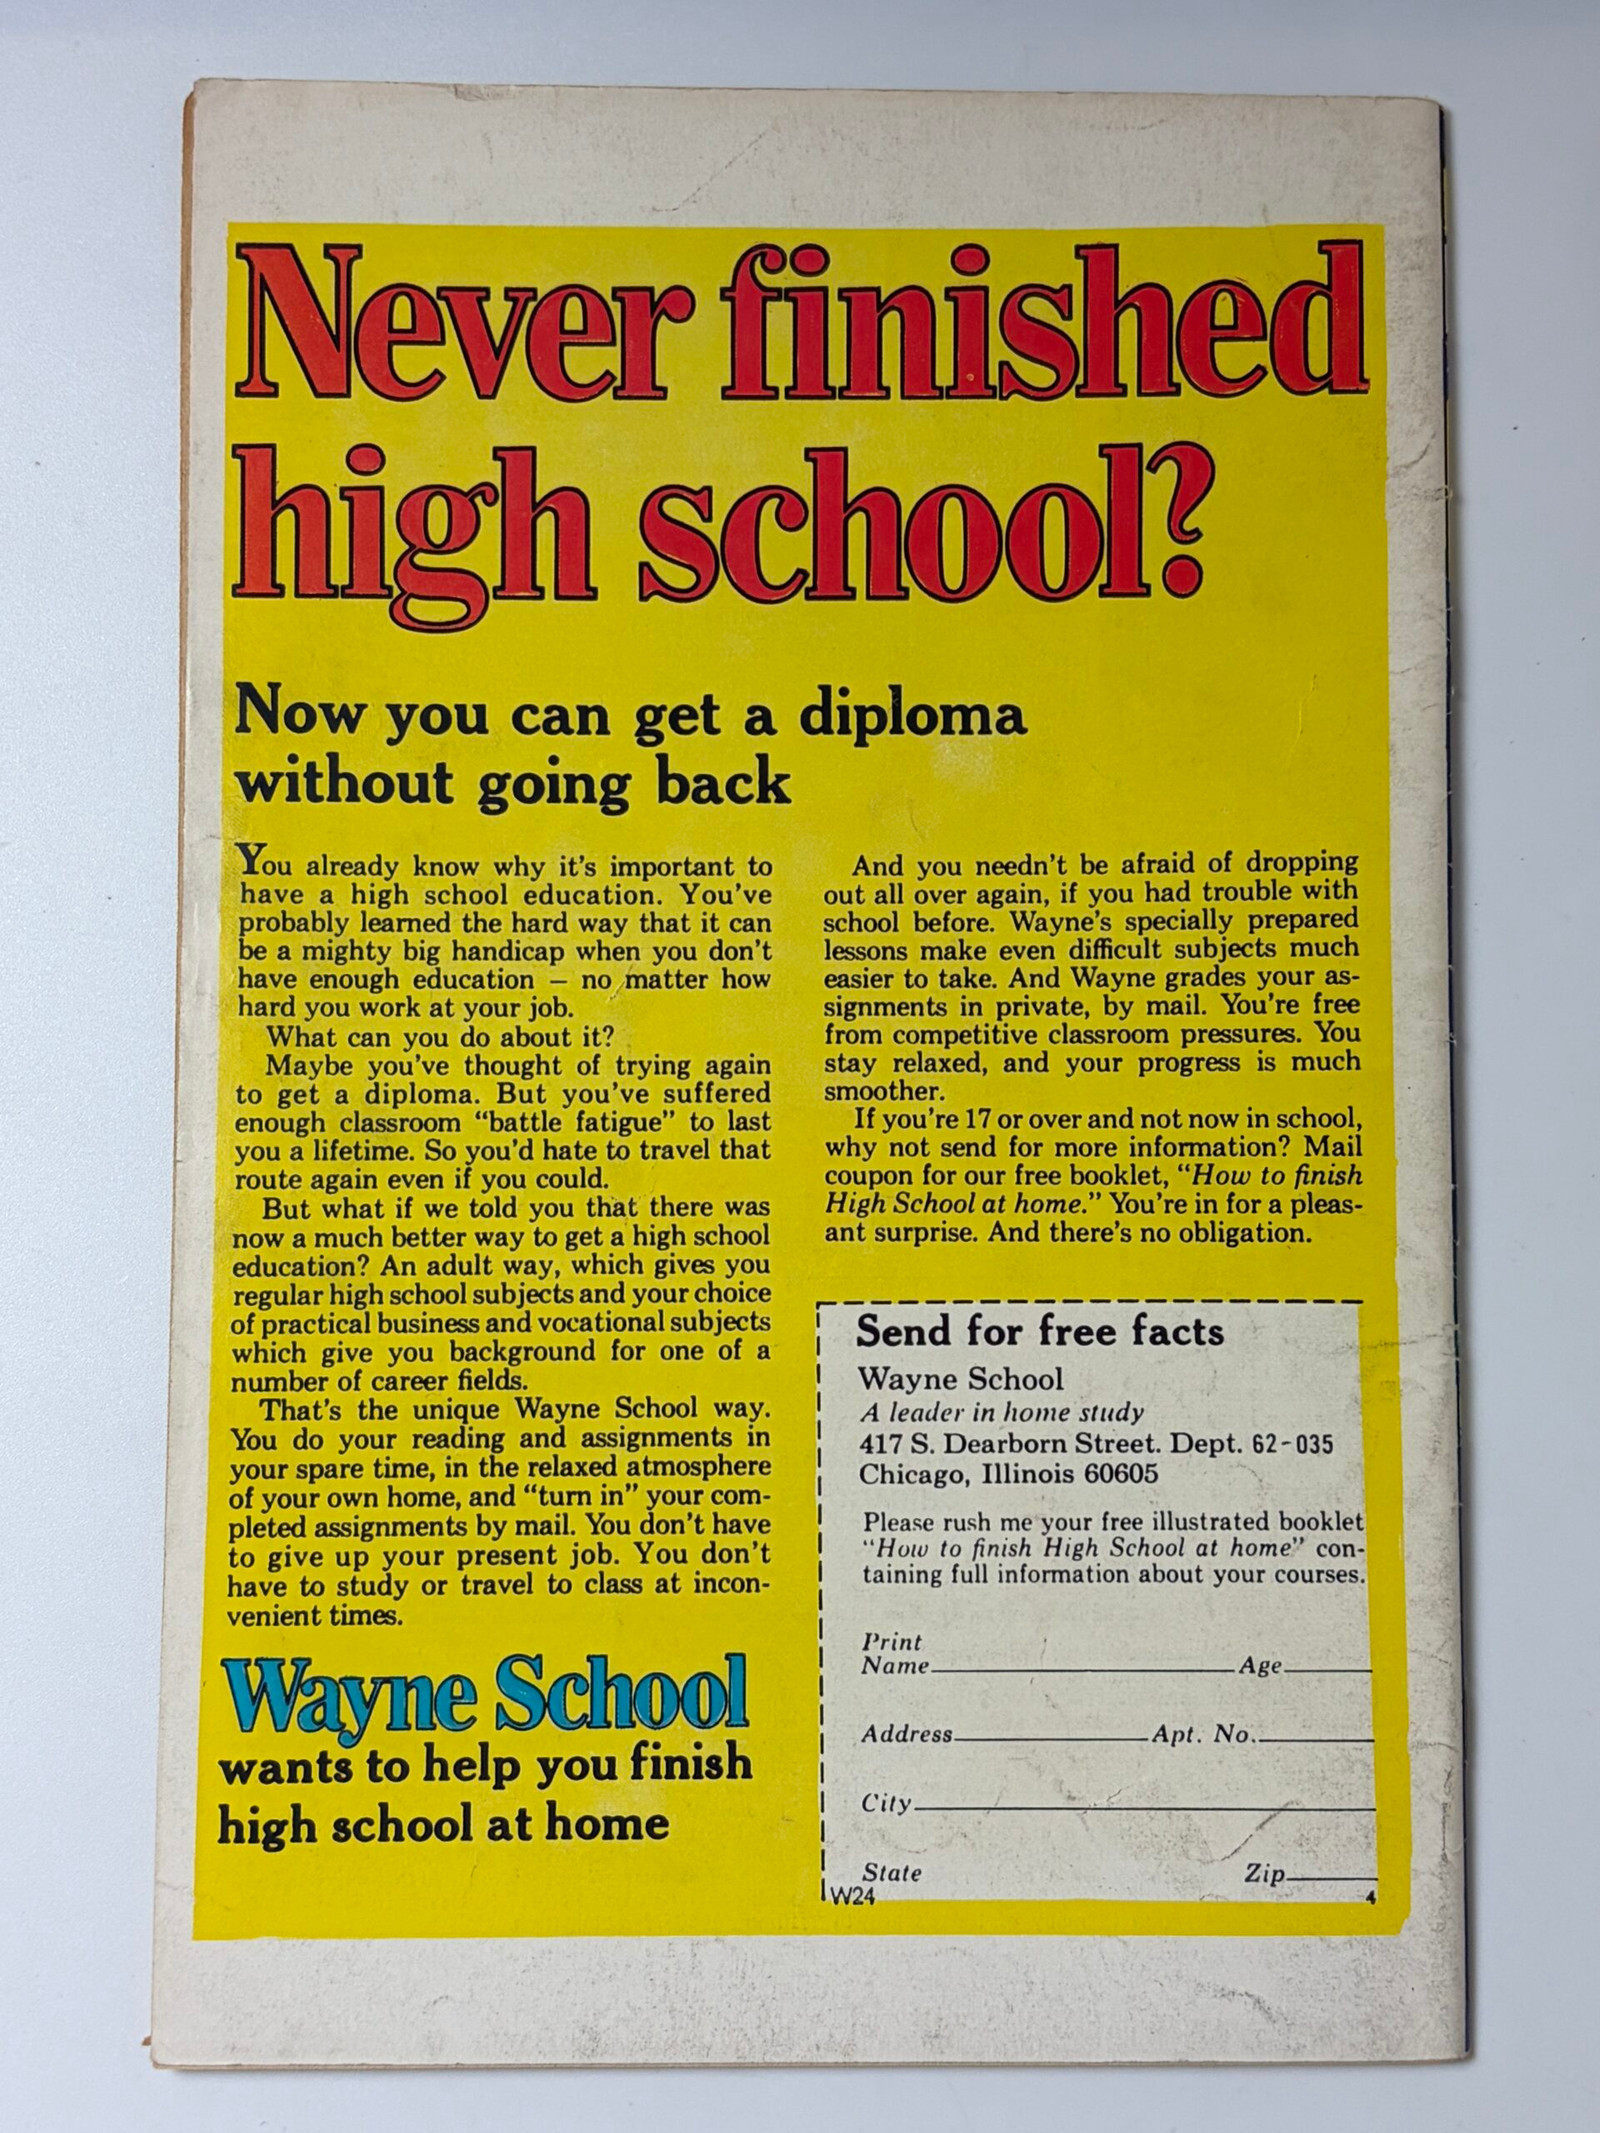 Never finished
high school?
Now you can get a diploma
without going back
You already know why it's important to
have a high school education. You've
probably learned the hard way that it can
be a mighty big handicap when you don't
have enough education – no matter how
hard you work at your job.
What can you do about it?
Maybe you've thought of trying again
to get a diploma. But you've suffered
enough classroom "battle fatigue" to last
you a lifetime. So you'd hate to travel that
route again even if you could.
But what if we told you that there was
now a much better way to get a high school
education? An adult way, which gives you
regular high school subjects and your choice
of practical business and vocational subjects
which give you background for one of a
number of career fields.
That's the unique Wayne School way.
You do your reading and assignments in
your spare time, in the relaxed atmosphere
of your own home, and "turn in" your com-
pleted assignments by mail. You don't have
to give up your present job. You don't
have to study or travel to class at incon-
venient times.
Wayne School
wants to help you finish
high school at home
And you needn't be afraid of dropping
out all over again, if you had trouble with
school before. Wayne's specially prepared
lessons make even difficult subjects much
easier to take. And Wayne grades your as-
signments in private, by mail. You're free
from competitive classroom pressures. You
stay relaxed, and your progress is much
smoother.
If you're 17 or over and not now in school,
why not send for more information? Mail
coupon for our free booklet, "How to finish
High School at home." You're in for a pleas-
ant surprise. And there's no obligation.
Send for free facts
Wayne School
A leader in home study
417 S. Dearborn Street. Dept. 62-035
Chicago, Illinois 60605
Please rush me your free illustrated booklet
"How to finish High School at home" con-
taining full information about your courses.
Print
Name Age
Address Apt. No.
City
State Zip
W24 4